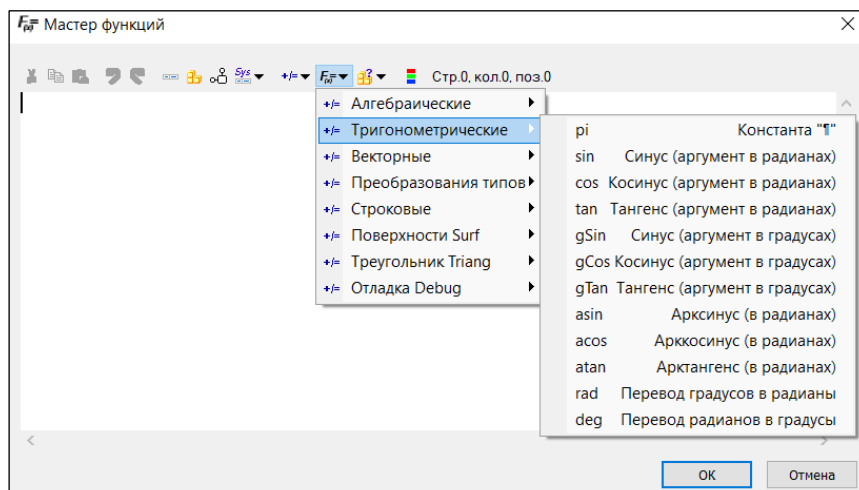 F(x)= Мастер функций
Sys +/= F(x)= Стр.0, кол.0, поз.0
+/= Алгебраические
+/= Тригонометрические
+/= Векторные
+/= Преобразования типов
+/= Строковые
+/= Поверхности Surf
+/= Треугольник Triang
+/= Отладка Debug
pi Константа "¶"
sin Синус (аргумент в радианах)
cos Косинус (аргумент в радианах)
tan Тангенс (аргумент в радианах)
gSin Синус (аргумент в градусах)
gCos Косинус (аргумент в градусах)
gTan Тангенс (аргумент в градусах)
asin Арксинус (в радианах)
acos Арккосинус (в радианах)
atan Арктангенс (в радианах)
rad Перевод градусов в радианы
deg Перевод радианов в градусы
ОК Отмена